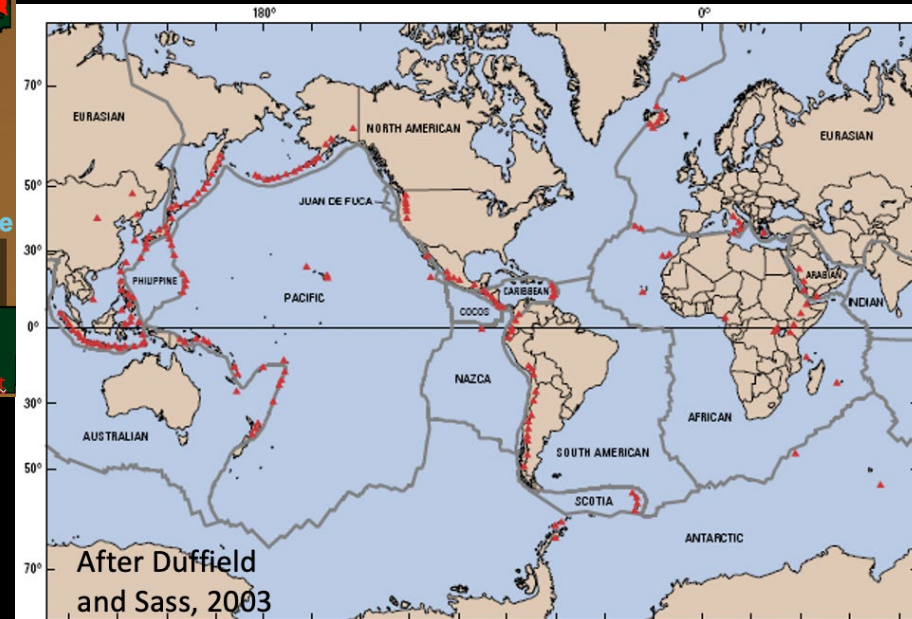 180°
0°
70°
50°
30°
0°
30°
50°
70°
EURASIAN
NORTH AMERICAN
EURASIAN
JUAN DE FUCA
PHILIPPINE
PACIFIC
CARIBBEAN
COCOS
ARABIAN
INDIAN
NAZCA
AFRICAN
AUSTRALIAN
SOUTH AMERICAN
SCOTIA
ANTARCTIC
After Duffield
and Sass, 2003
e